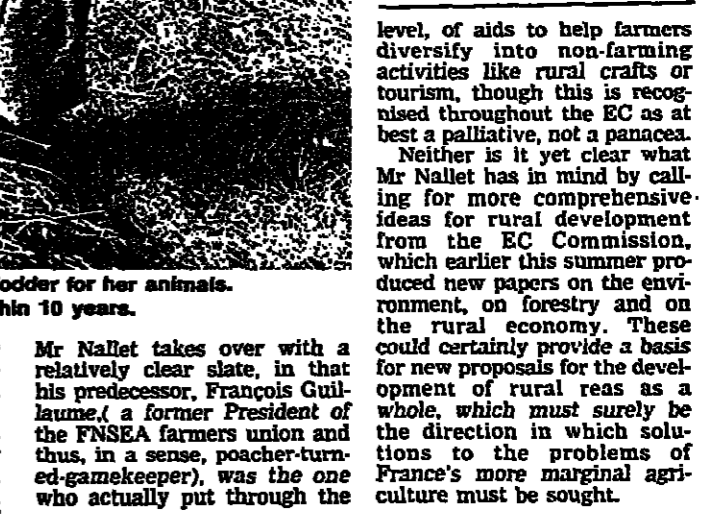 odder for her animals.
hin 10 years.
Mr Nallet takes over with a
relatively clear slate, in that
his predecessor, François Guil-
laume,( a former President of
the FNSEA farmers union and
thus, in a sense, poacher-turn-
ed-gamekeeper), was the one
who actually put through the
level, of aids to help farmers
diversify into non-farming
activities like rural crafts or
tourism, though this is recog-
nised throughout the EC as at
best a palliative, not a panacea.
Neither is it yet clear what
Mr Nallet has in mind by call-
ing for more comprehensive
ideas for rural development
from the EC Commission,
which earlier this summer pro-
duced new papers on the envi-
ronment, on forestry and on
the rural economy. These
could certainly provide a basis
for new proposals for the devel-
opment of rural reas as a
whole, which must surely be
the direction in which solu-
tions to the problems of
France's more marginal agri-
culture must be sought.